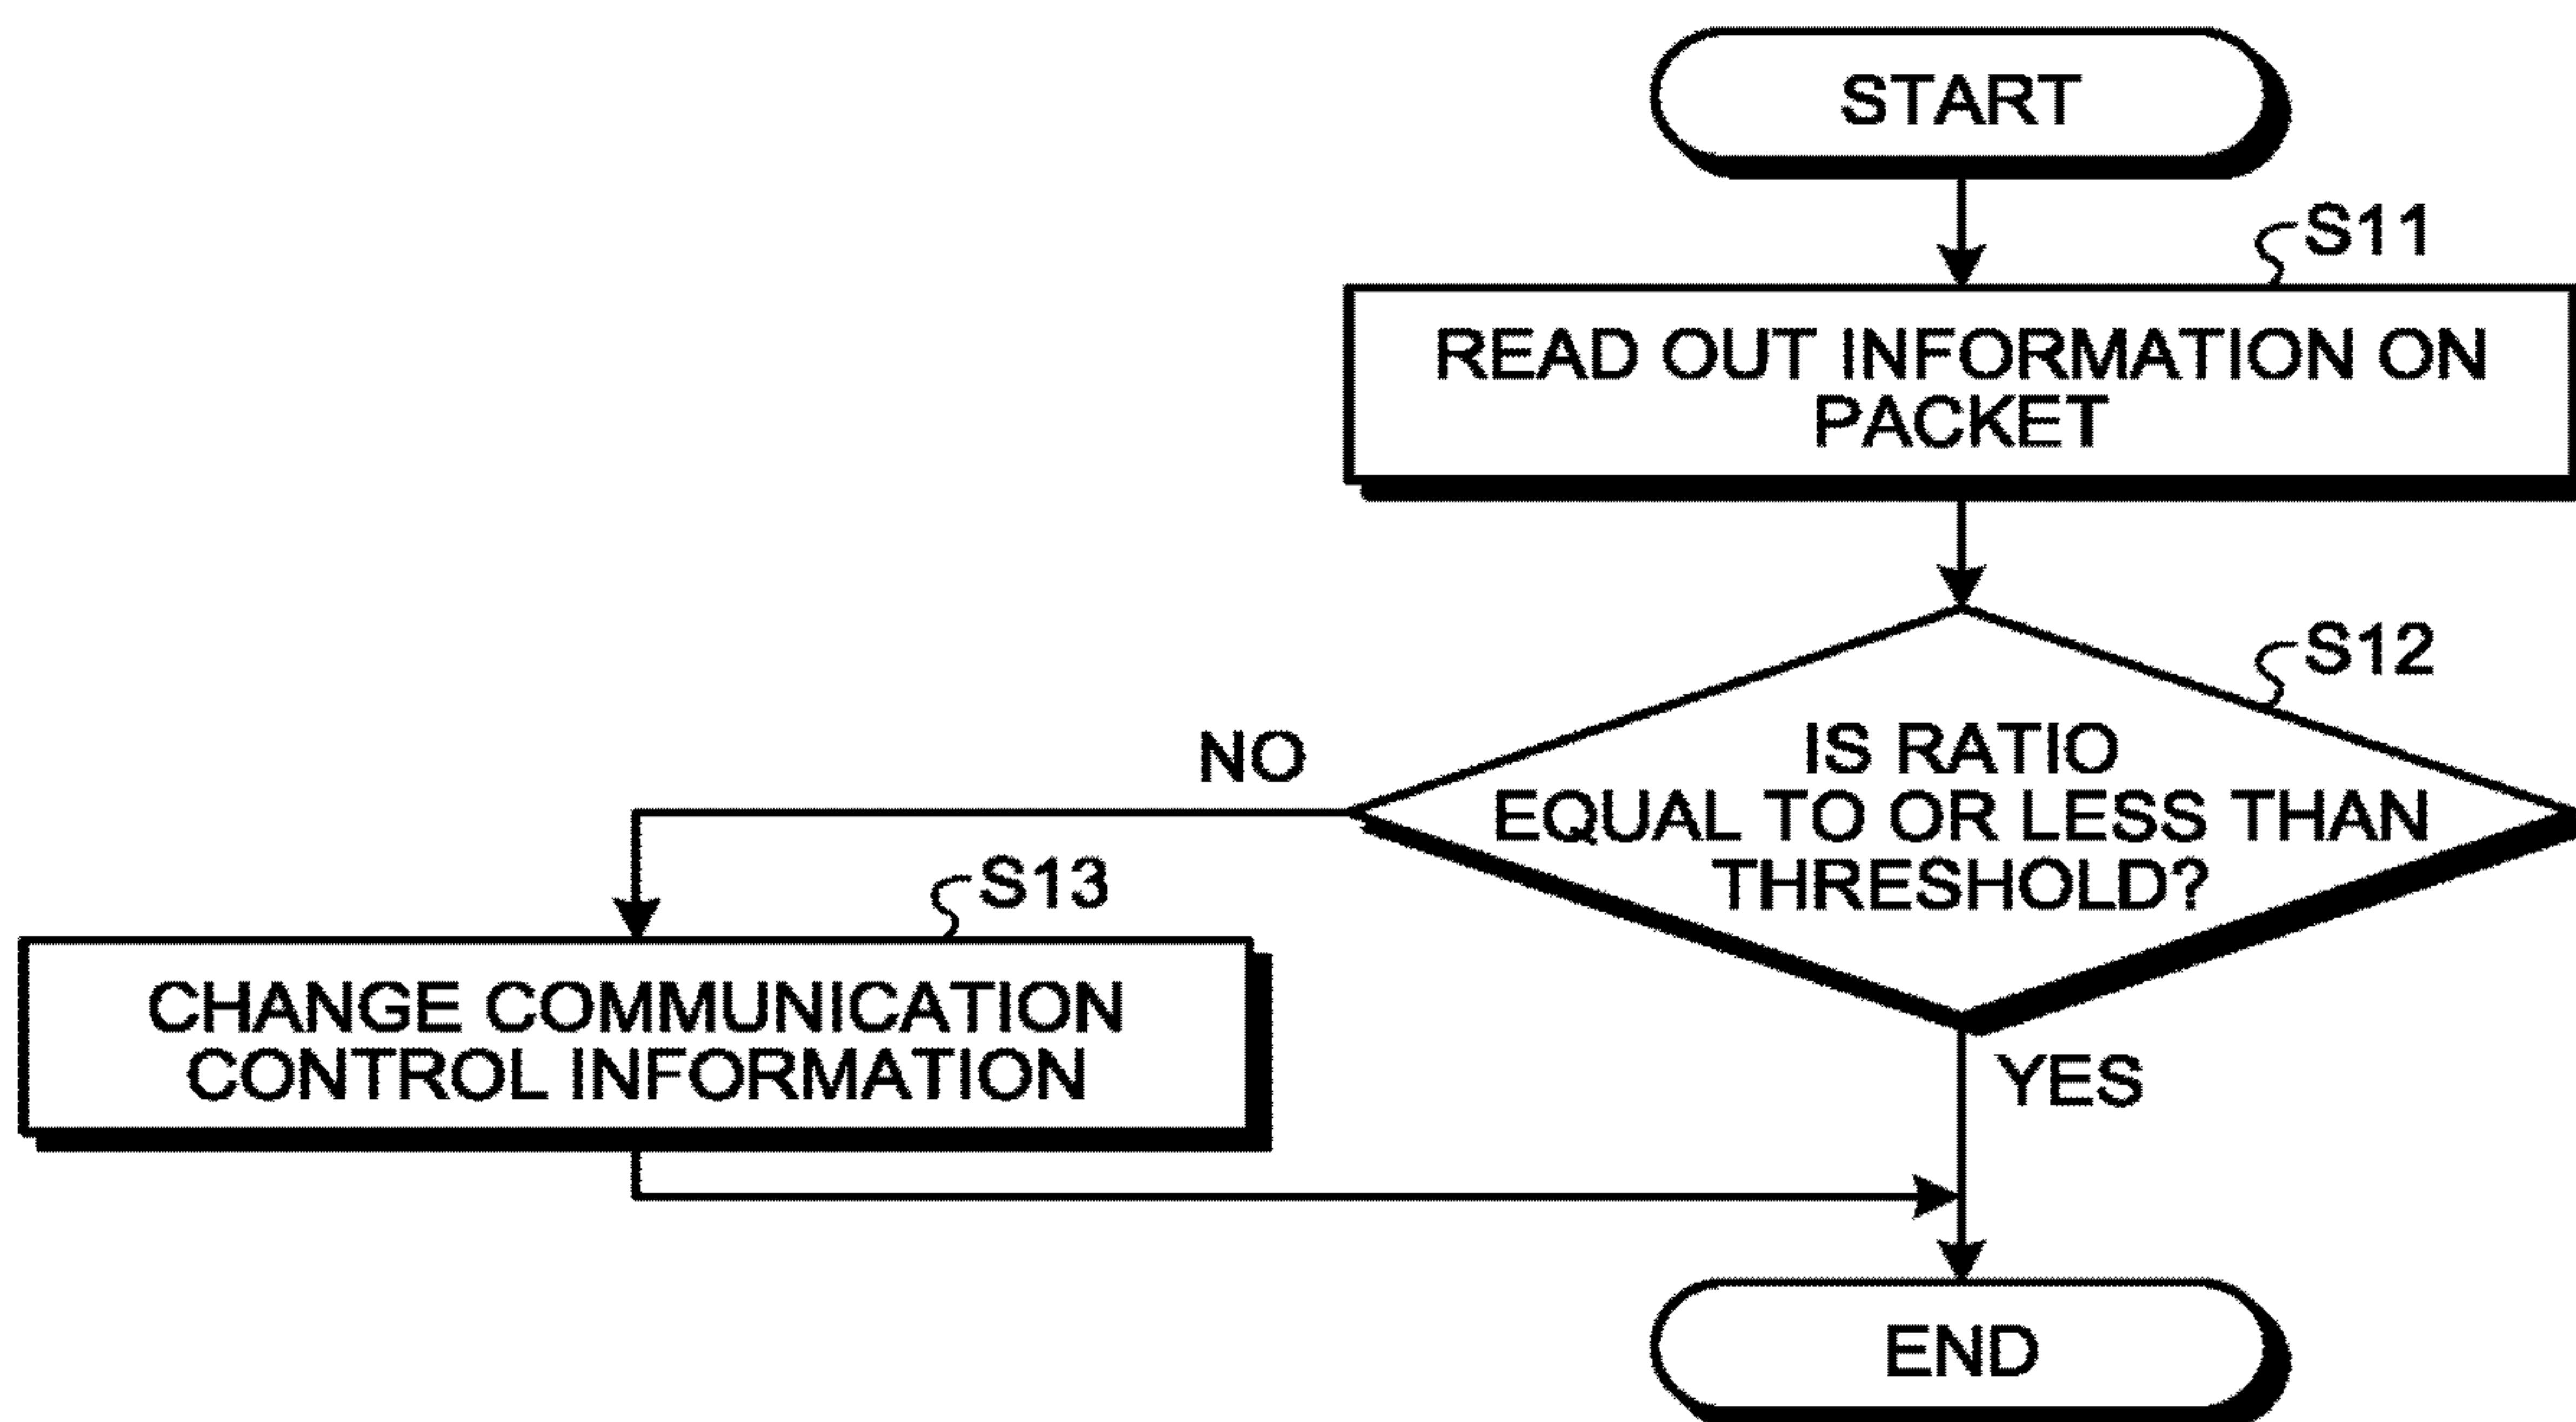 START
S11
READ OUT INFORMATION ON
PACKET
S12
IS RATIO
EQUAL TO OR LESS THAN
THRESHOLD?
NO
S13
CHANGE COMMUNICATION
CONTROL INFORMATION
YES
END